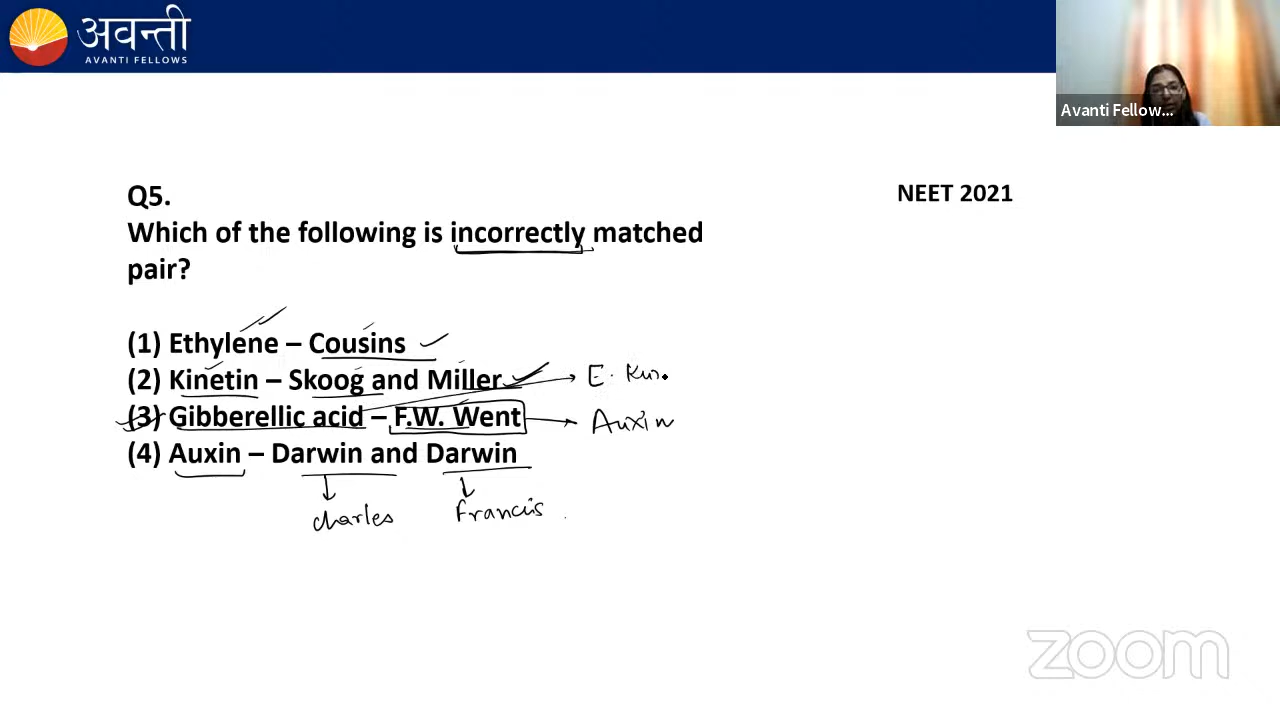 अवन्ती
AVANTI FELLOWS
Avanti Fellow...
Q5.
NEET 2021
Which of the following is incorrectly matched
pair?
(1) Ethylene – Cousins
(2) Kinetin – Skoog and Miller
E. Kur
(3) Gibberellic acid – F.W. Went
Auxin
(4) Auxin – Darwin and Darwin
Charles
Francis
zoom